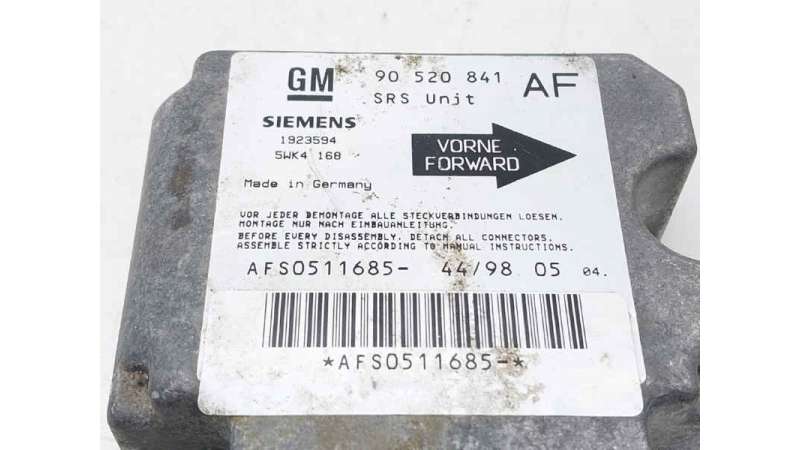 GM 90 520 841 AF
SRS Unit
SIEMENS
1923594
5WK4 168
VORNE
FORWARD
Made in Germany
VOR JEDER DEMONTAGE ALLE STECKVERBINDUNGEN LOESEN.
MONTAGE NUR NACH EINBAUANLEITUNG.
BEFORE EVERY DISASSEMBLY, DETACH ALL CONNECTORS.
ASSEMBLE STRICTLY ACCORDING TO MANUAL INSTRUCTIONS.
AFS0511685- 44/98 05 04.
*AFS0511685-*